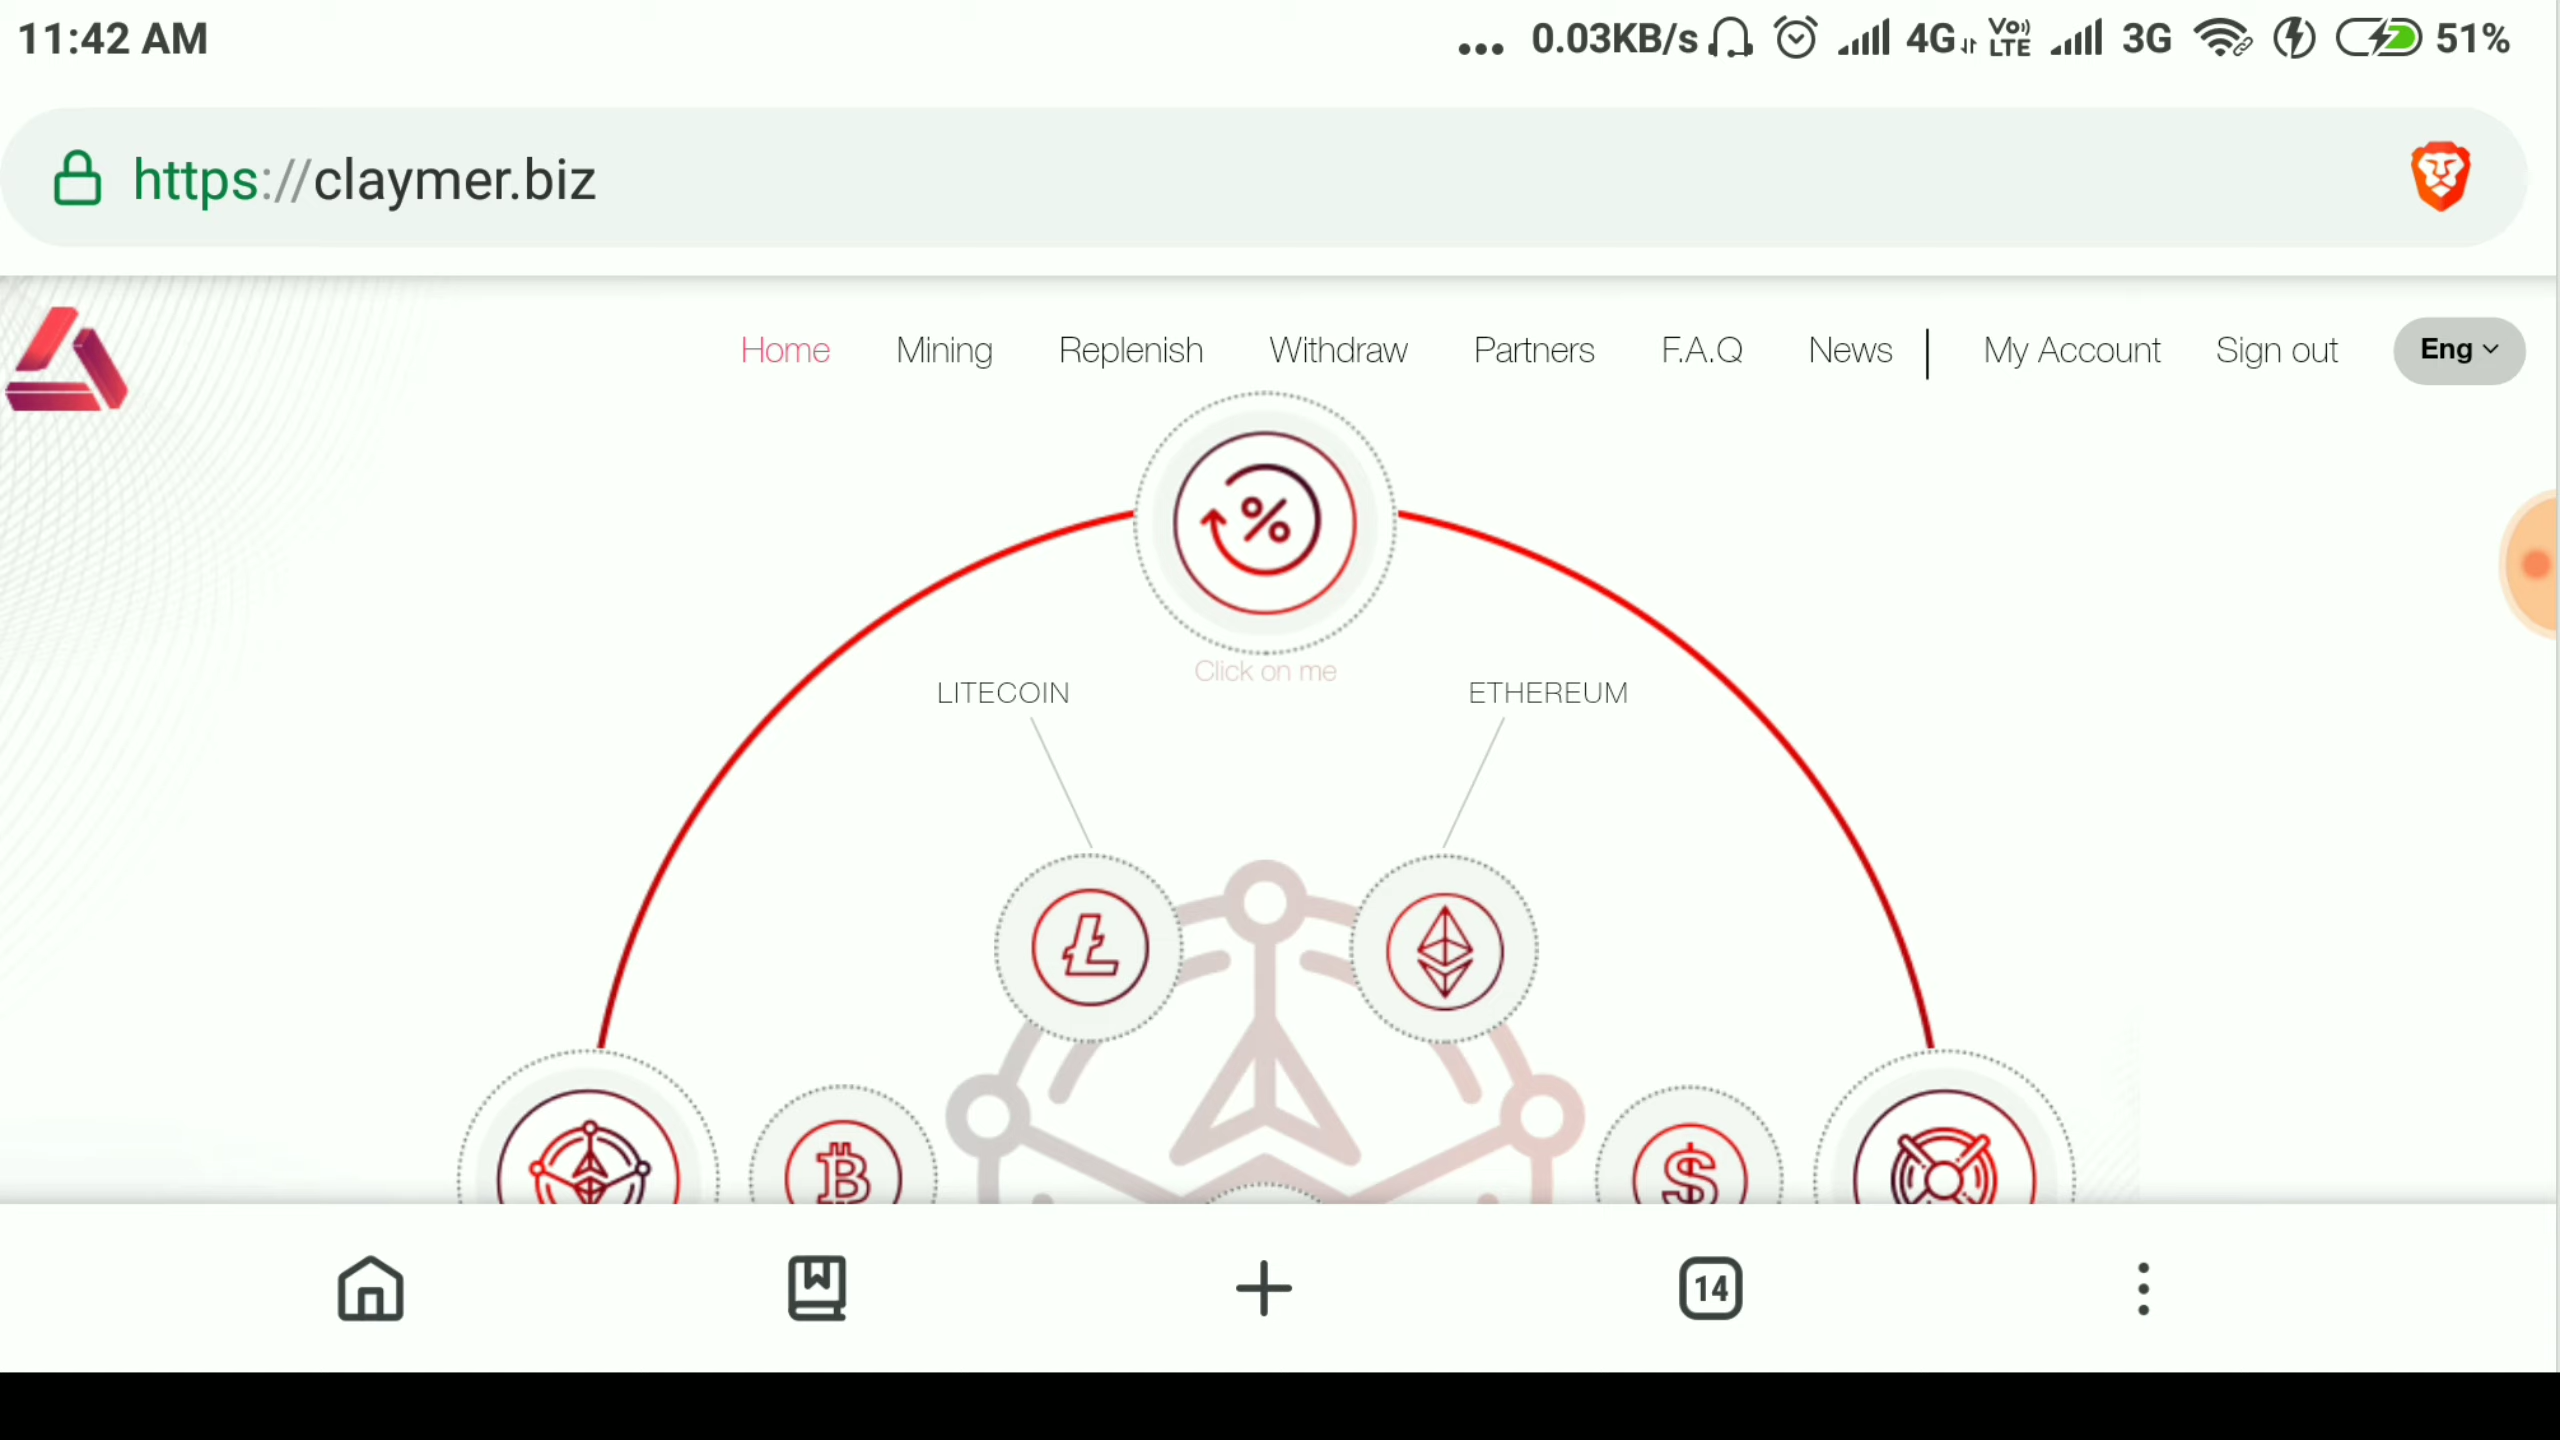 11:42 AM
... 0.03KB/s 4G Vo)) LTE 3G 51%
https://claymer.biz
Home Mining Replenish Withdraw Partners F.A.Q News My Account Sign out Eng
Click on me
LITECOIN ETHEREUM
14